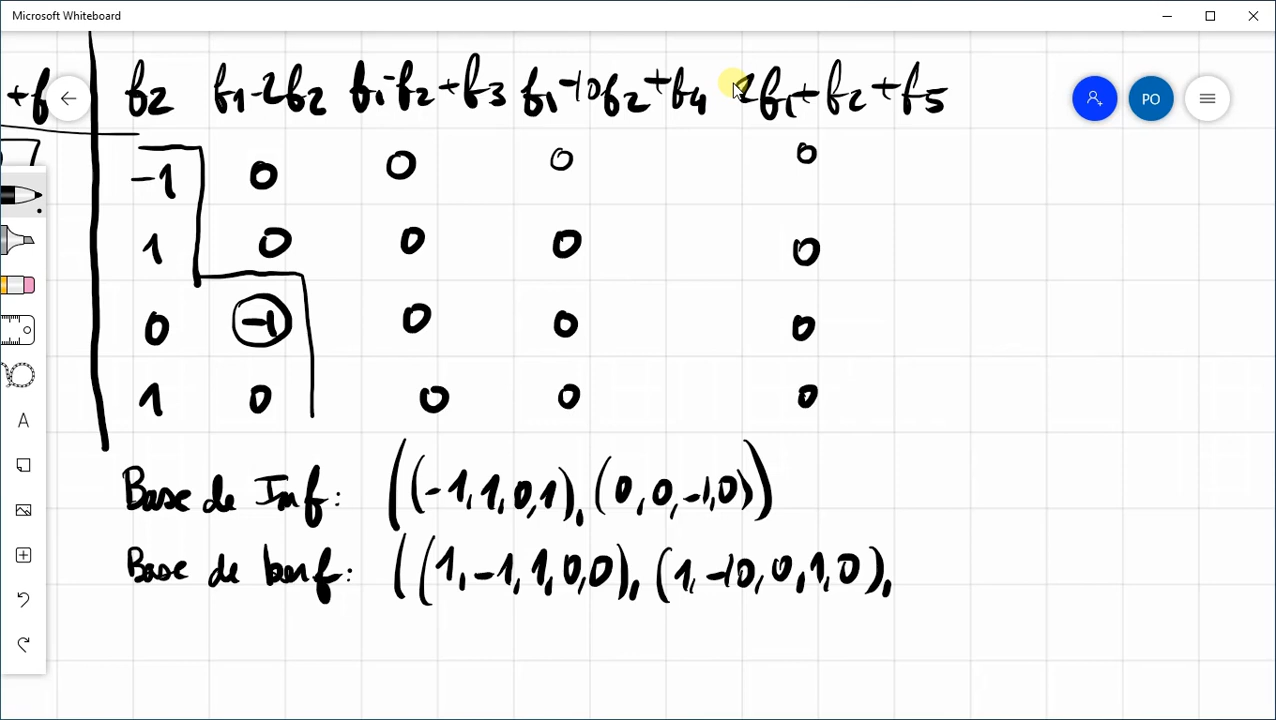 Microsoft Whiteboard
+f f2 f1-2f2 f1-f2+f3 f1-10f2+f4 2f1+f2+f5
PO
-1 0 0 0 0
1 0 0 0 0
0 -1 0 0 0
1 0 0 0 0
A
Base de Imf: ((-1,1,0,1),(0,0,-1,0))
Base de kerf: ((1,-1,1,0,0),(1,-10,0,1,0),